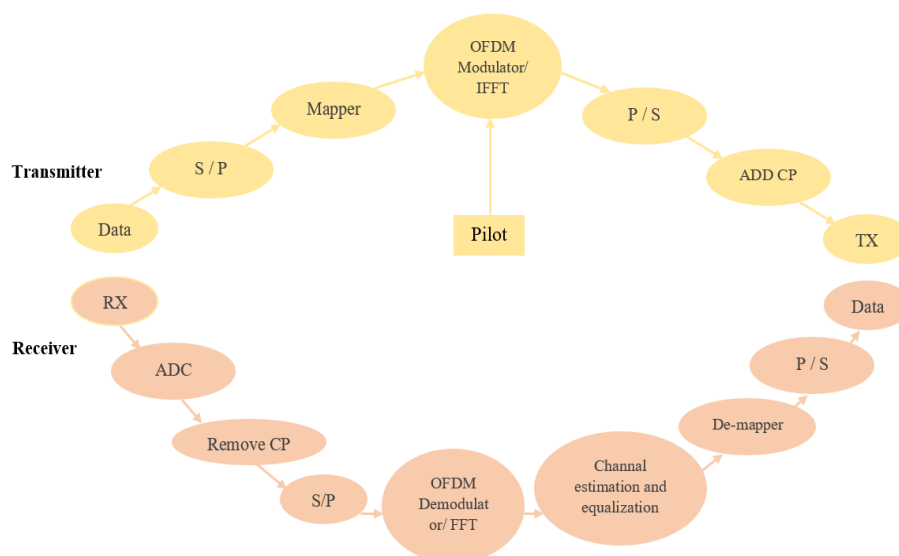 OFDM
Modulator/
IFFT
Mapper
P / S
S / P
Transmitter
ADD CP
Data
Pilot
TX
RX
Data
Receiver
ADC
P / S
De-mapper
Remove CP
Channal
estimation and
equalization
S/P
OFDM
Demodulat
or/ FFT